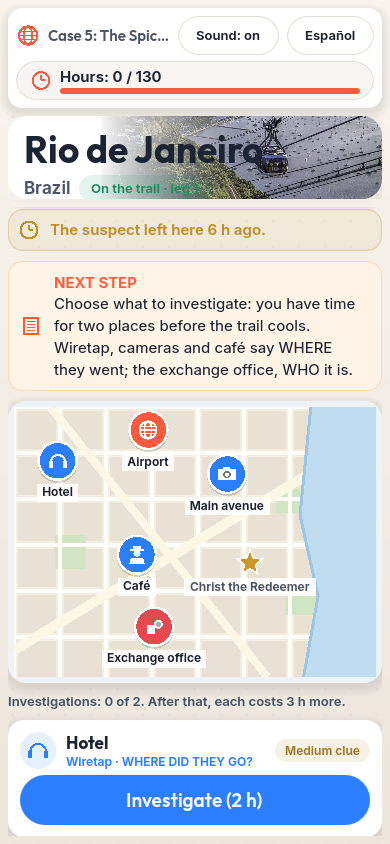 Case 5: The Spic...
Sound: on
Español
Hours: 0 / 130
Rio de Janeiro
Brazil
On the trail · leg 1
The suspect left here 6 h ago.
NEXT STEP
Choose what to investigate: you have time
for two places before the trail cools.
Wiretap, cameras and café say WHERE
they went; the exchange office, WHO it is.
Airport
Hotel
Main avenue
Café
Christ the Redeemer
Exchange office
Investigations: 0 of 2. After that, each costs 3 h more.
Hotel
Wiretap · WHERE DID THEY GO?
Medium clue
Investigate (2 h)